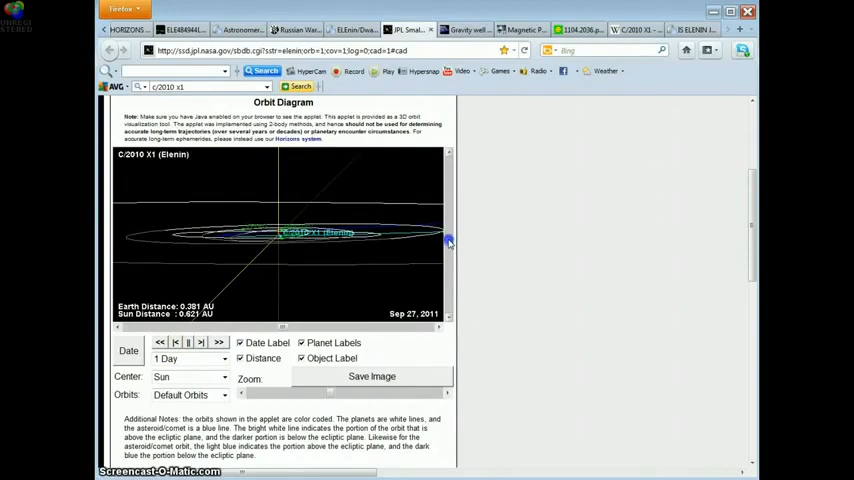 UNREGI
STERED
Firefox
HORIZONS
ELE484944L
Astronomer...
Russian War...
ELEnin/Dwa...
JPL Smal...
Gravity well
Magnetic P...
1104.2036.p...
C/2010 X1 - ...
IS ELENIN
http://ssd.jpl.nasa.gov/sbdb.cgi?sstr=elenin;orb=1;cov=1;log=0;cad=1#cad
Bing
Search HyperCam Record Play Hypersnap Video Games Radio Weather
AVG c/2010 x1 Search
Orbit Diagram
Note: Make sure you have Java enabled on your browser to see the applet. This applet is provided as a 3D orbit
visualization tool. The applet was implemented using 2-body methods, and hence should not be used for determining
accurate long-term trajectories (over several years or decades) or planetary encounter circumstances. For
accurate long-term ephemerides, please instead use our Horizons system.
C/2010 X1 (Elenin)
C/2010 X1 (Elenin)
Earth Distance: 0.381 AU
Sun Distance : 0.621 AU
Sep 27, 2011
Date << |< || >| >> Date Label Planet Labels
1 Day Distance Object Label
Center: Sun Zoom: Save Image
Orbits: Default Orbits
Additional Notes: the orbits shown in the applet are color coded. The planets are white lines, and
the asteroid/comet is a blue line. The bright white line indicates the portion of the orbit that is
above the ecliptic plane, and the darker portion is below the ecliptic plane. Likewise for the
asteroid/comet orbit, the light blue indicates the portion above the ecliptic plane, and the dark
blue the portion below the ecliptic plane.
Screencast-O-Matic.com